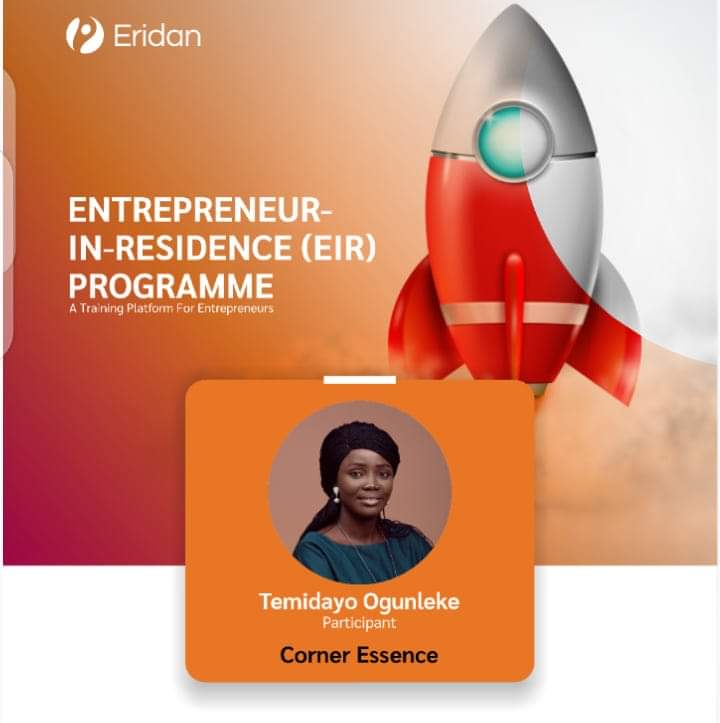 Eridan
ENTREPRENEUR-
IN-RESIDENCE (EIR)
PROGRAMME
A Training Platform For Entrepreneurs
Temidayo Ogunleke
Participant
Corner Essence